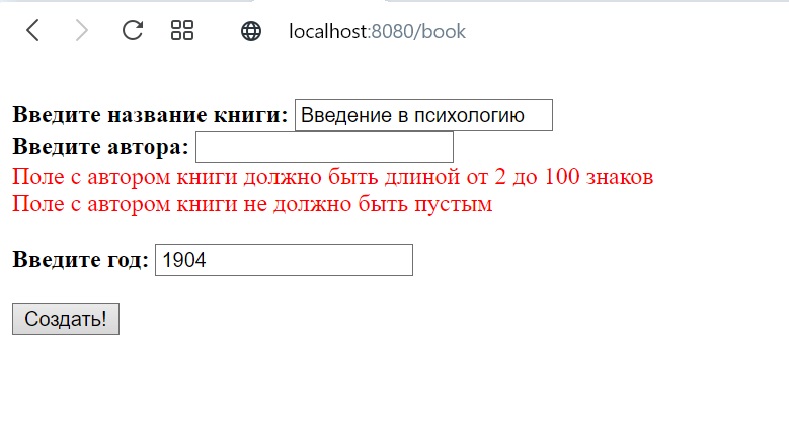 localhost:8080/book
Введите название книги: Введение в психологию
Введите автора:
Поле с автором книги должно быть длиной от 2 до 100 знаков
Поле с автором книги не должно быть пустым
Введите год: 1904
Создать!